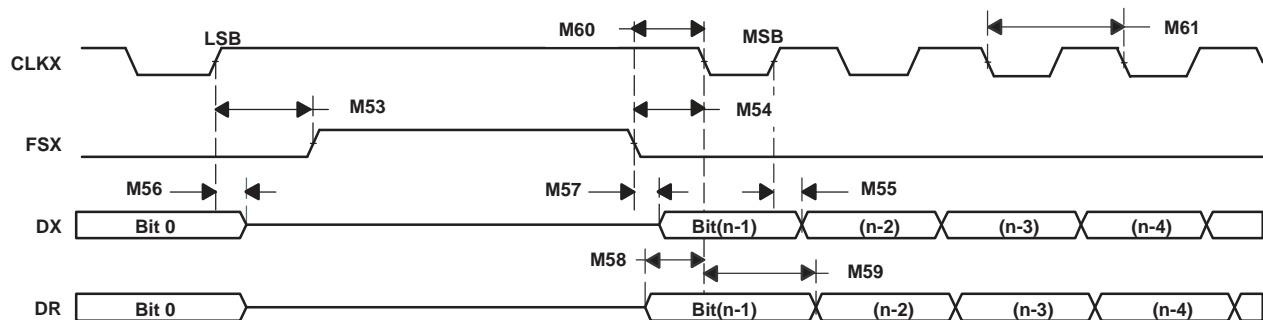 M60 M61
LSB MSB
CLKX
M53 M54
FSX
M56 M57 M55
DX Bit 0 Bit(n-1) (n-2) (n-3) (n-4)
M58 M59
DR Bit 0 Bit(n-1) (n-2) (n-3) (n-4)